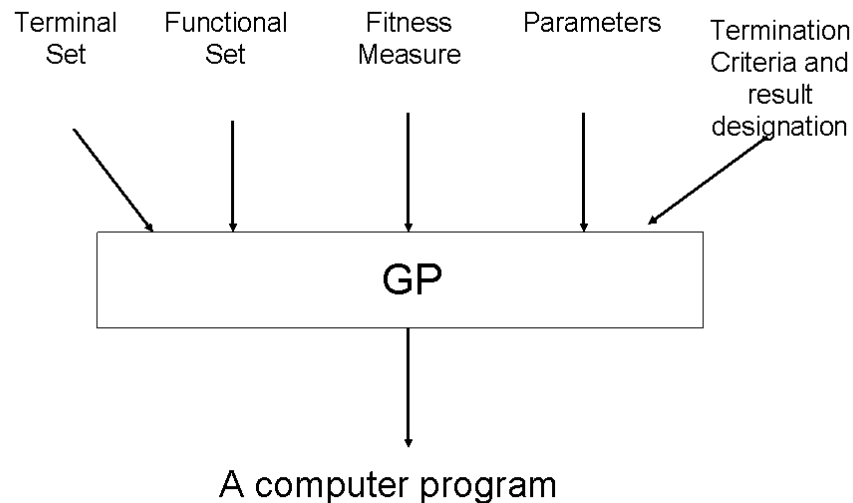 Terminal
Set
Functional
Set
Fitness
Measure
Parameters
Termination
Criteria and
result
designation
GP
A computer program